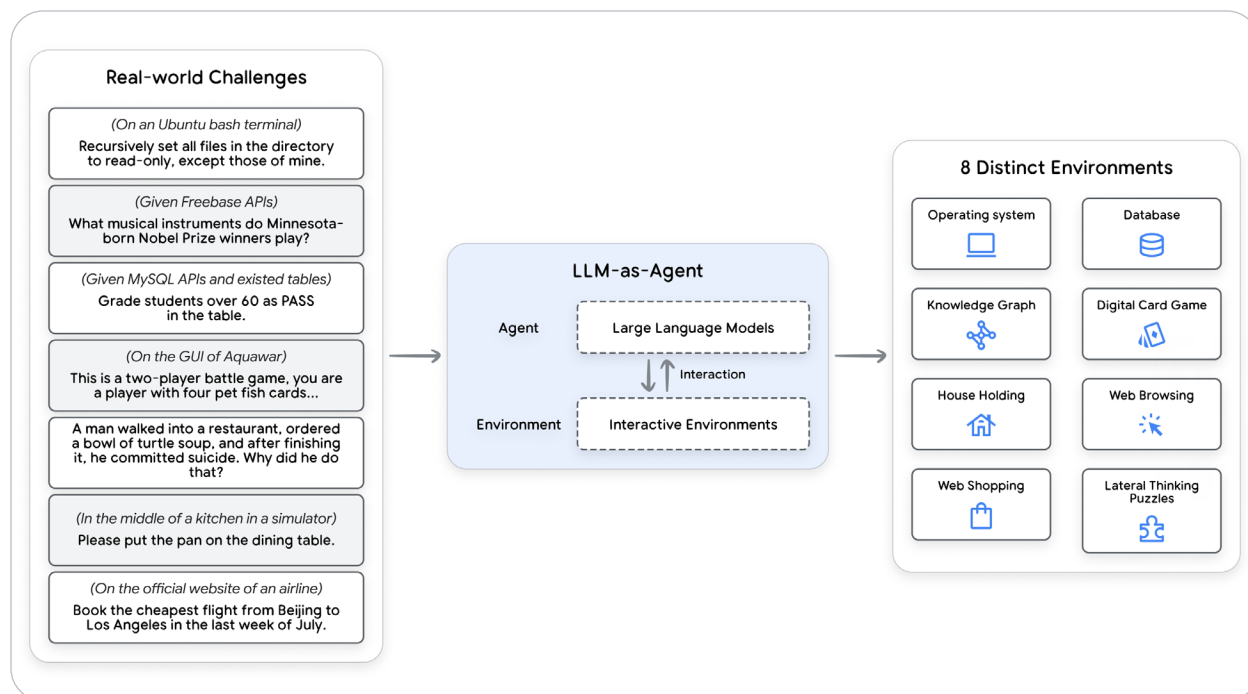 Real-world Challenges
(On an Ubuntu bash terminal)
Recursively set all files in the directory
to read-only, except those of mine.
(Given Freebase APIs)
What musical instruments do Minnesota-
born Nobel Prize winners play?
(Given MySQL APIs and existed tables)
Grade students over 60 as PASS
in the table.
(On the GUI of Aquawar)
This is a two-player battle game, you are
a player with four pet fish cards...
A man walked into a restaurant, ordered
a bowl of turtle soup, and after finishing
it, he committed suicide. Why did he do
that?
(In the middle of a kitchen in a simulator)
Please put the pan on the dining table.
(On the official website of an airline)
Book the cheapest flight from Beijing to
Los Angeles in the last week of July.
LLM-as-Agent
Agent
Large Language Models
Interaction
Environment
Interactive Environments
8 Distinct Environments
Operating system
Database
Knowledge Graph
Digital Card Game
House Holding
Web Browsing
Web Shopping
Lateral Thinking
Puzzles